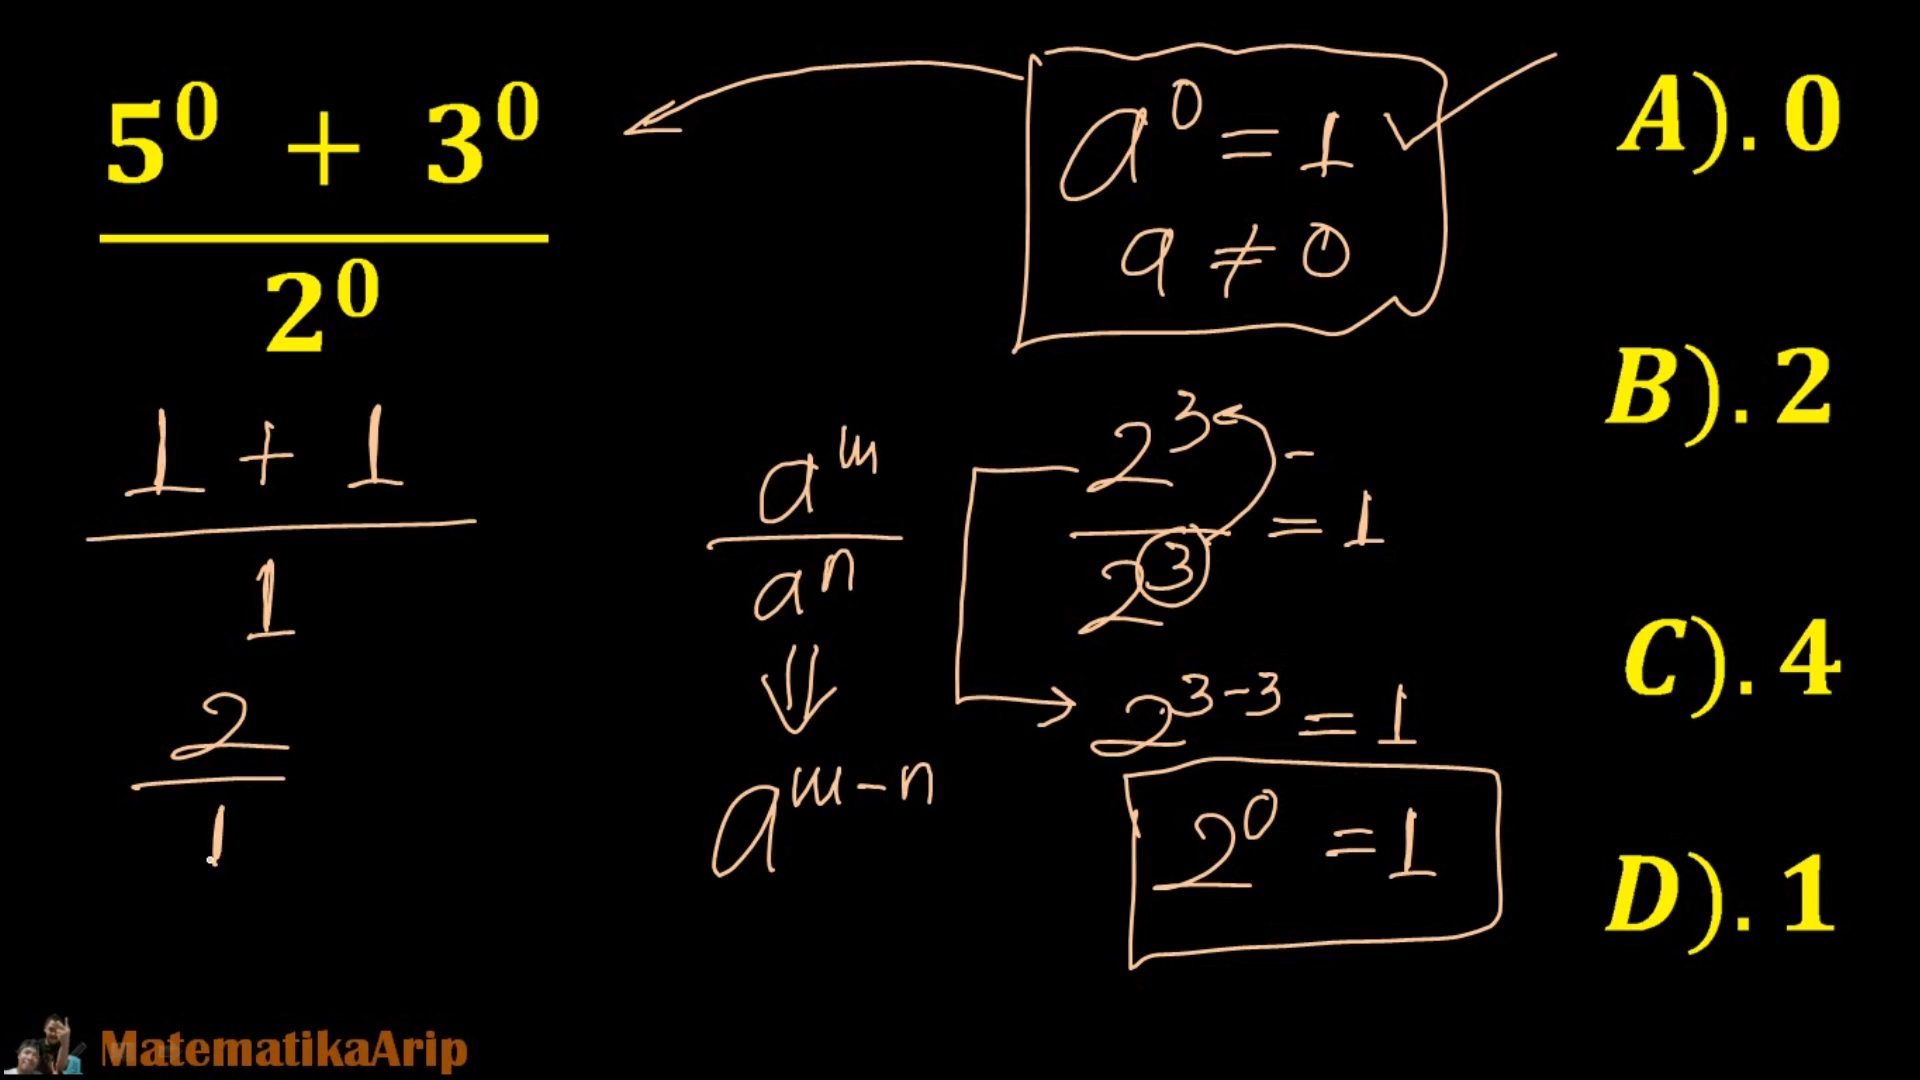 5⁰ + 3⁰
2⁰
1 + 1
1
2
1
a⁰ = 1
a ≠ 0
aᵐ
aⁿ
aᵐ⁻ⁿ
2³ -
2³ = 1
2³⁻³ = 1
2⁰ = 1
A). 0
B). 2
C). 4
D). 1
MatematikaArip